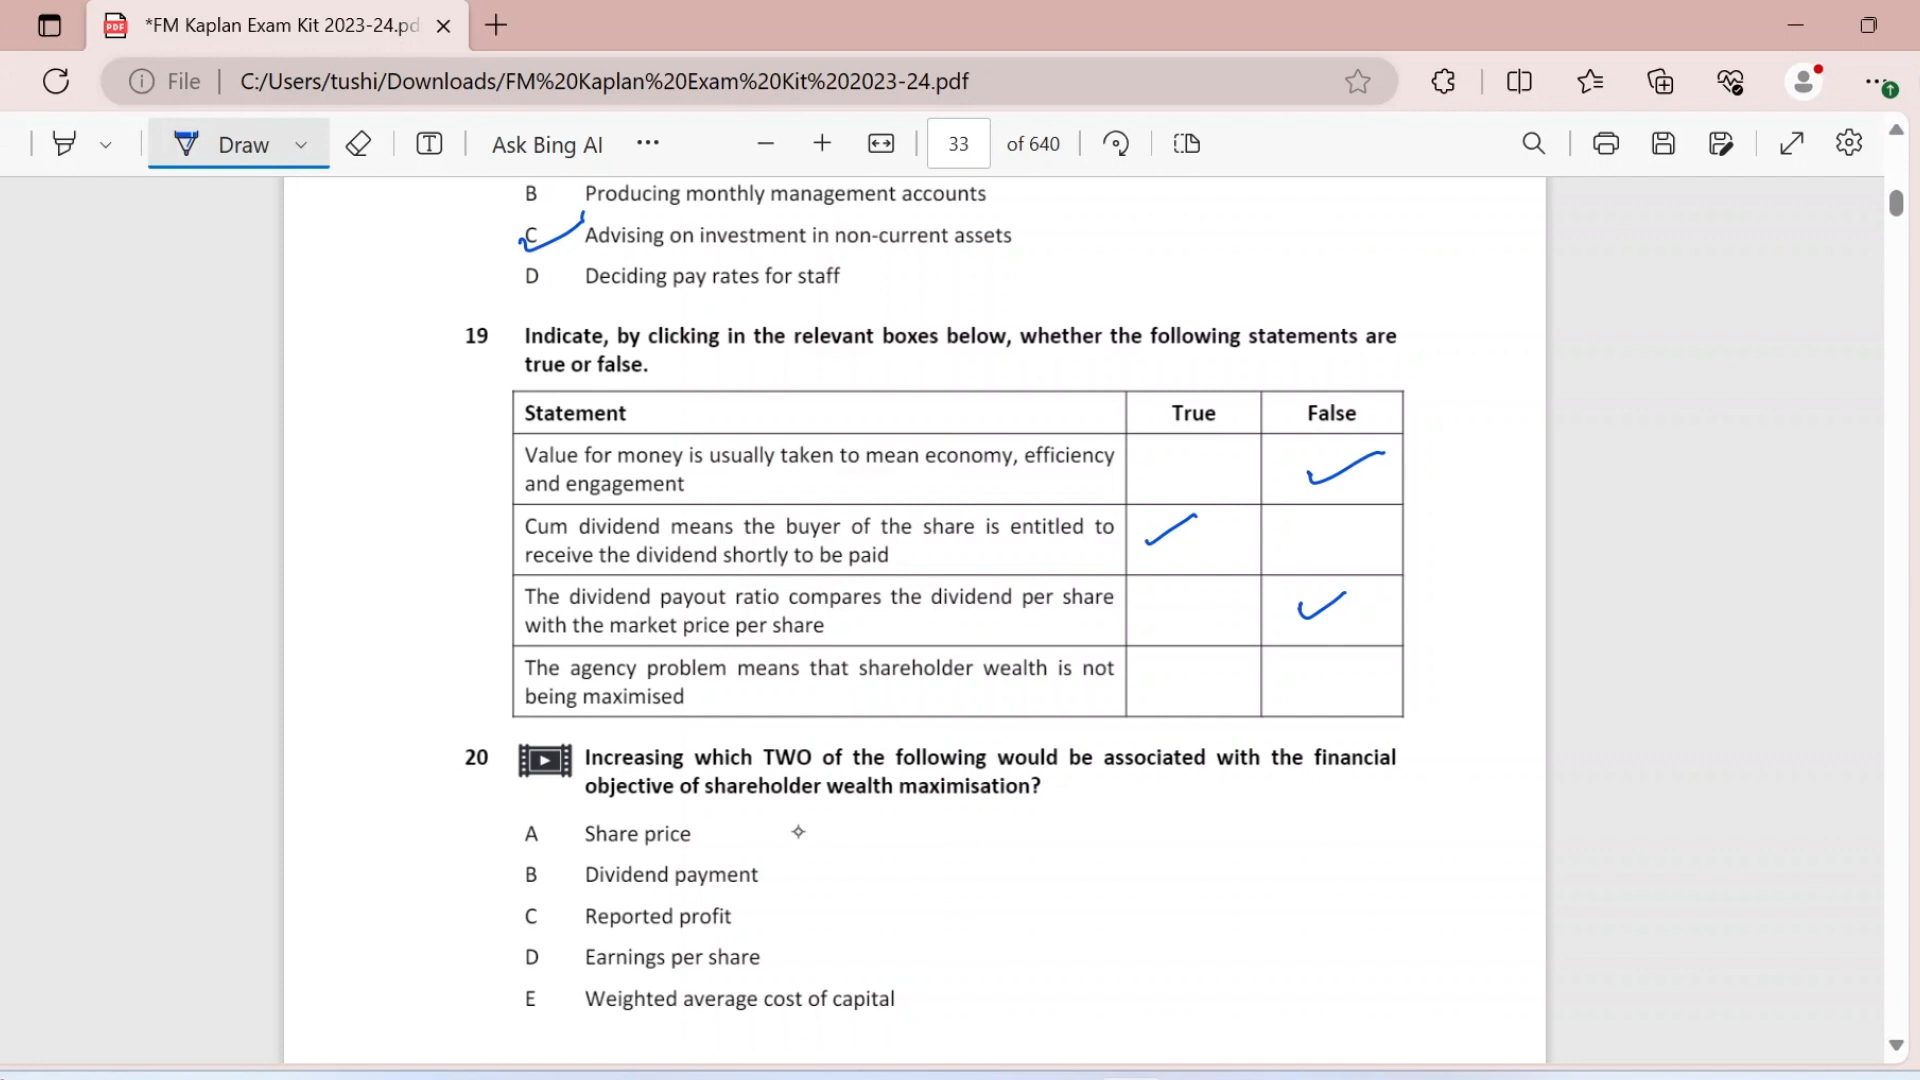 *FM Kaplan Exam Kit 2023-24.pd
File C:/Users/tushi/Downloads/FM%20Kaplan%20Exam%20Kit%202023-24.pdf
Draw Ask Bing AI 33 of 640
B Producing monthly management accounts
C Advising on investment in non-current assets
D Deciding pay rates for staff
19 Indicate, by clicking in the relevant boxes below, whether the following statements are
true or false.
Statement True False
Value for money is usually taken to mean economy, efficiency
and engagement
Cum dividend means the buyer of the share is entitled to
receive the dividend shortly to be paid
The dividend payout ratio compares the dividend per share
with the market price per share
The agency problem means that shareholder wealth is not
being maximised
20 Increasing which TWO of the following would be associated with the financial
objective of shareholder wealth maximisation?
A Share price
B Dividend payment
C Reported profit
D Earnings per share
E Weighted average cost of capital